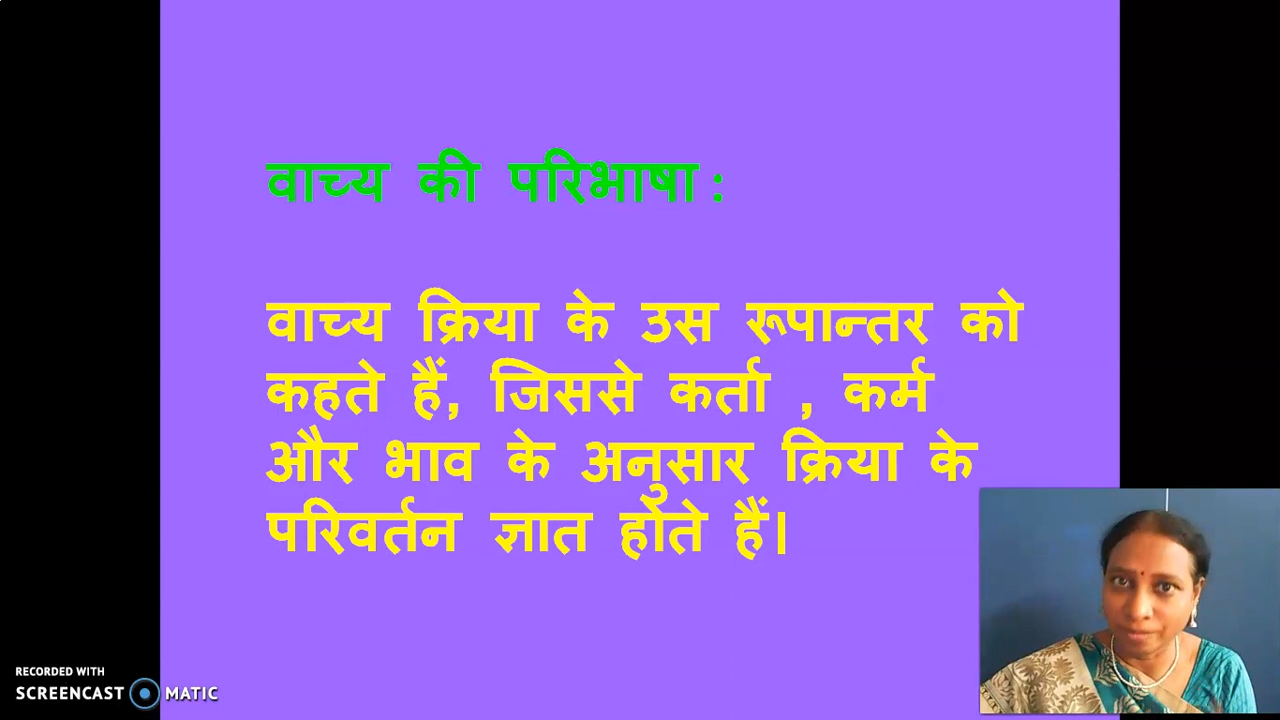 वाच्य की परिभाषा :
वाच्य क्रिया के उस रूपान्तर को
कहते हैं, जिससे कर्ता , कर्म
और भाव के अनुसार क्रिया के
परिवर्तन ज्ञात होते हैं।
RECORDED WITH
SCREENCAST MATIC